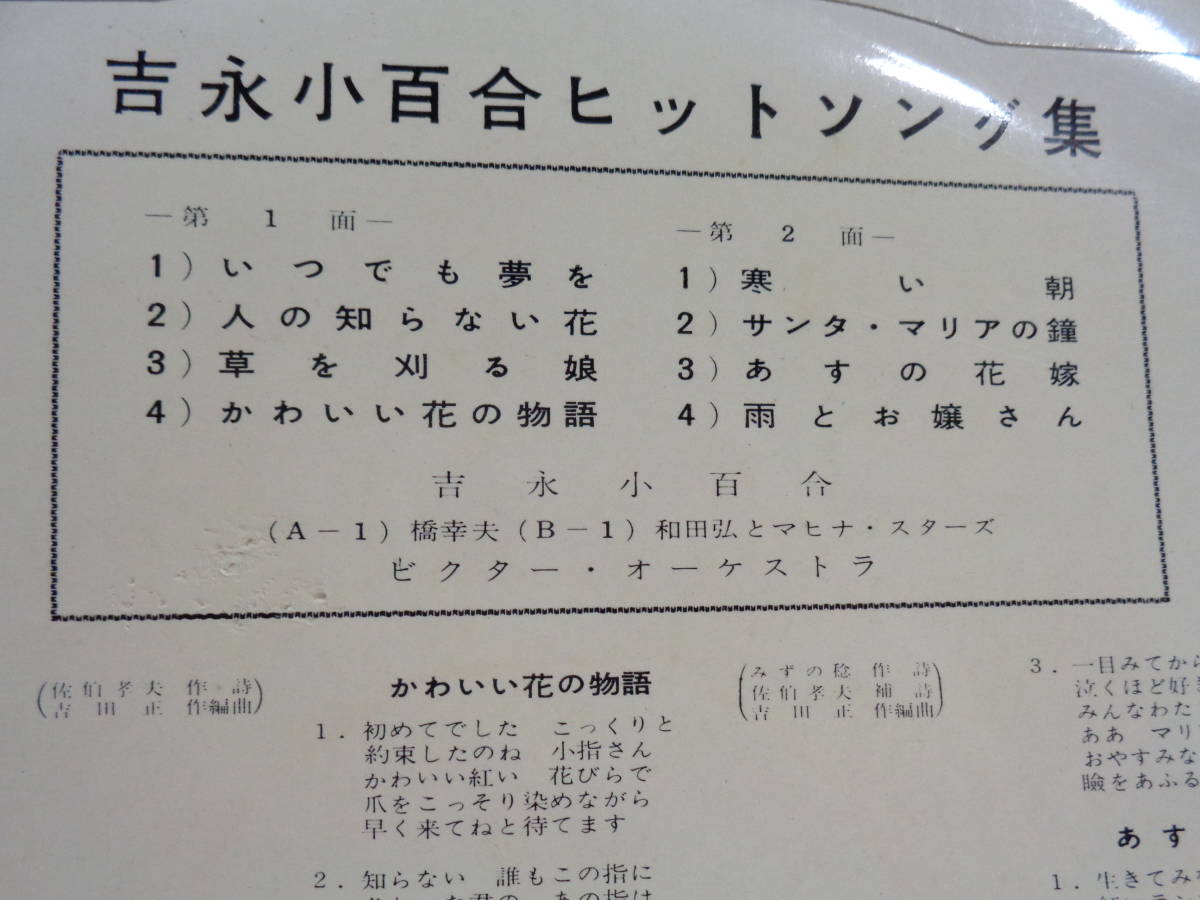 吉永小百合ヒットソング集
―第1面―
1）いつでも夢を
2）人の知らない花
3）草を刈る娘
4）かわいい花の物語
―第2面―
1）寒い朝
2）サンタ・マリアの鐘
3）あすの花嫁
4）雨とお嬢さん
吉永小百合
（A－1）橋幸夫（B－1）和田弘とマヒナ・スターズ
ビクター・オーケストラ
佐伯孝夫 作詩
吉田正 作編曲
かわいい花の物語
みずの稔 作詩
佐伯孝夫 補詩
吉田正 作編曲
1．初めてでした こっくりと
約束したのね 小指さん
かわいい紅い 花びらで
爪をこっそり染めながら
早く来てねと待てます
2．知らない 誰もこの指に
あの指は
3．一目みてから
泣くほど好
みんなわた
ああ マリ
おやすみな
瞼をあふる
あす
1．生きてみ